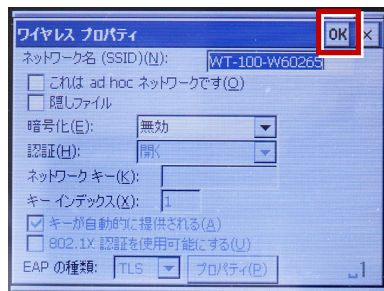 ワイヤレス プロパティ OK ×
ネットワーク名 (SSID)(N): WT-100-W60265
これは ad hoc ネットワークです(O)
隠しファイル
暗号化(E): 無効
認証(H): 開く
ネットワーク キー(K):
キー インデックス(X): 1
キーが自動的に提供される(A)
802.1X 認証を使用可能にする(U)
EAP の種類: TLS プロパティ(P)
1